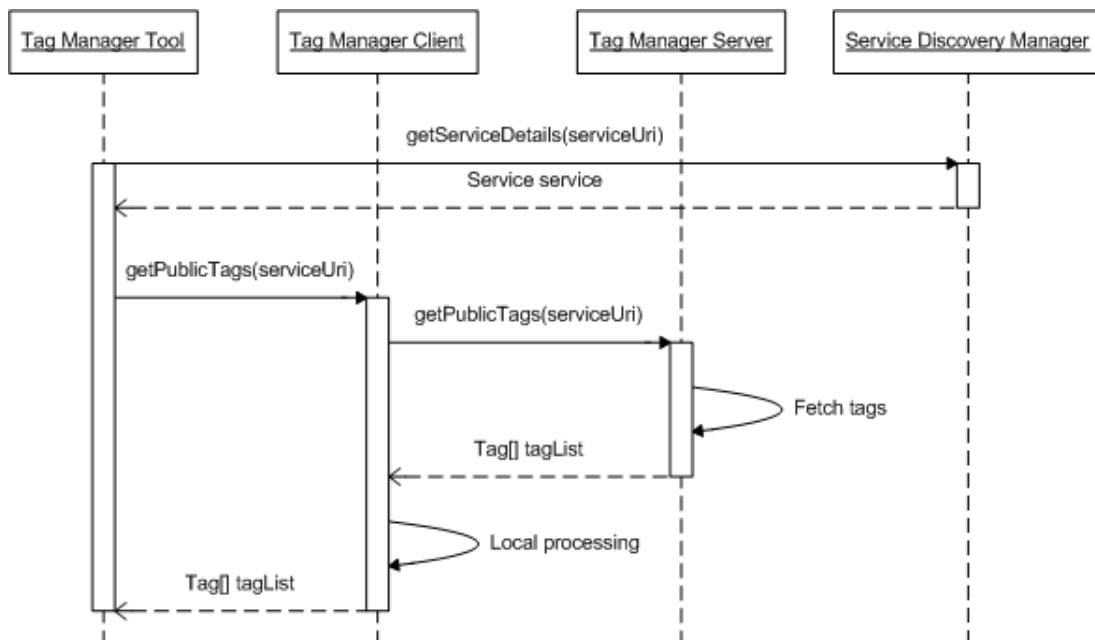 Tag Manager Tool
Tag Manager Client
Tag Manager Server
Service Discovery Manager
getServiceDetails(serviceUri)
Service service
getPublicTags(serviceUri)
getPublicTags(serviceUri)
Fetch tags
Tag[] tagList
Local processing
Tag[] tagList